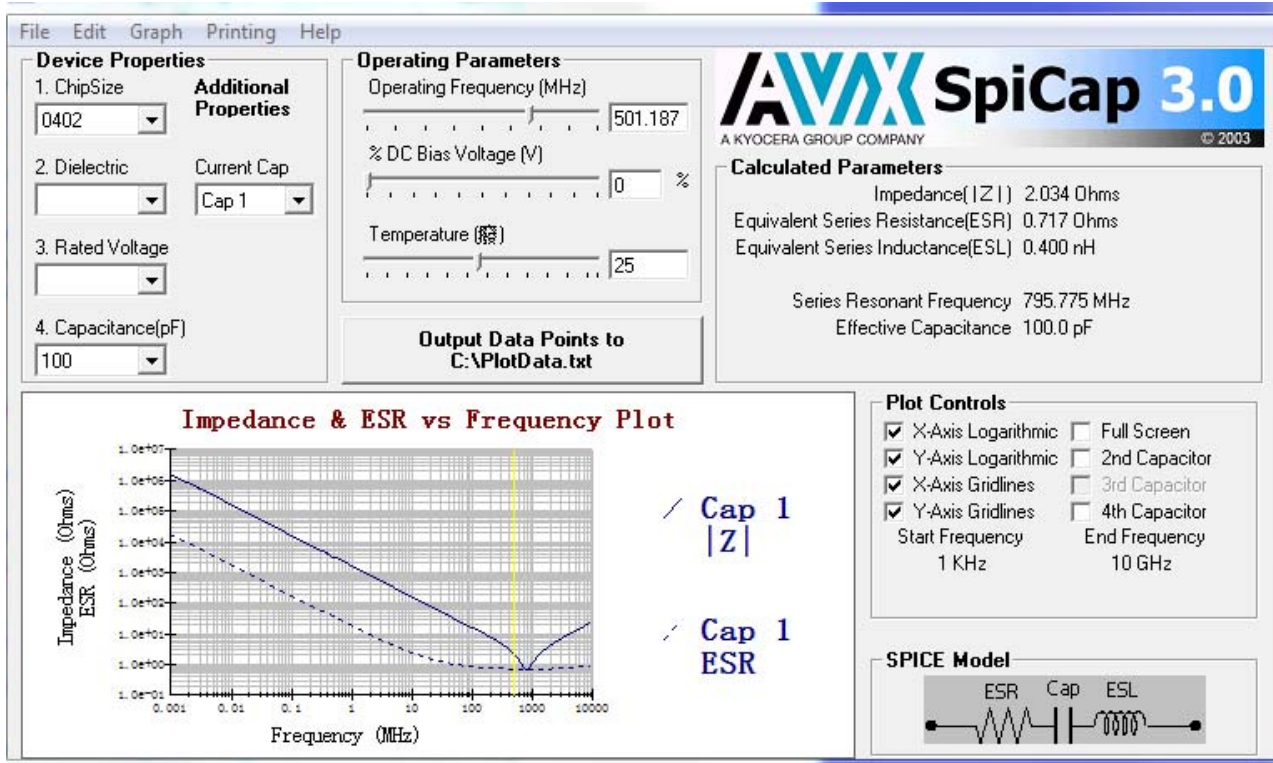 File Edit Graph Printing Help
Device Properties
1. ChipSize
Additional
Properties
0402
2. Dielectric
Current Cap
Cap 1
3. Rated Voltage
4. Capacitance(pF)
100
Operating Parameters
Operating Frequency (MHz)
501.187
% DC Bias Voltage (V)
0 %
Temperature (癈)
25
Output Data Points to
C:\PlotData.txt
AVX SpiCap 3.0
A KYOCERA GROUP COMPANY
© 2003
Calculated Parameters
Impedance( |Z| ) 2.034 Ohms
Equivalent Series Resistance(ESR) 0.717 Ohms
Equivalent Series Inductance(ESL) 0.400 nH
Series Resonant Frequency 795.775 MHz
Effective Capacitance 100.0 pF
Impedance & ESR vs Frequency Plot
Impedance (Ohms)
ESR (Ohms)
1.0e+07
1.0e+06
1.0e+05
1.0e+04
1.0e+03
1.0e+02
1.0e+01
1.0e+00
1.0e-01
0.001 0.01 0.1 1 10 100 1000 10000
Frequency (MHz)
Cap 1
|Z|
Cap 1
ESR
Plot Controls
X-Axis Logarithmic Full Screen
Y-Axis Logarithmic 2nd Capacitor
X-Axis Gridlines 3rd Capacitor
Y-Axis Gridlines 4th Capacitor
Start Frequency End Frequency
1 KHz 10 GHz
SPICE Model
ESR Cap ESL